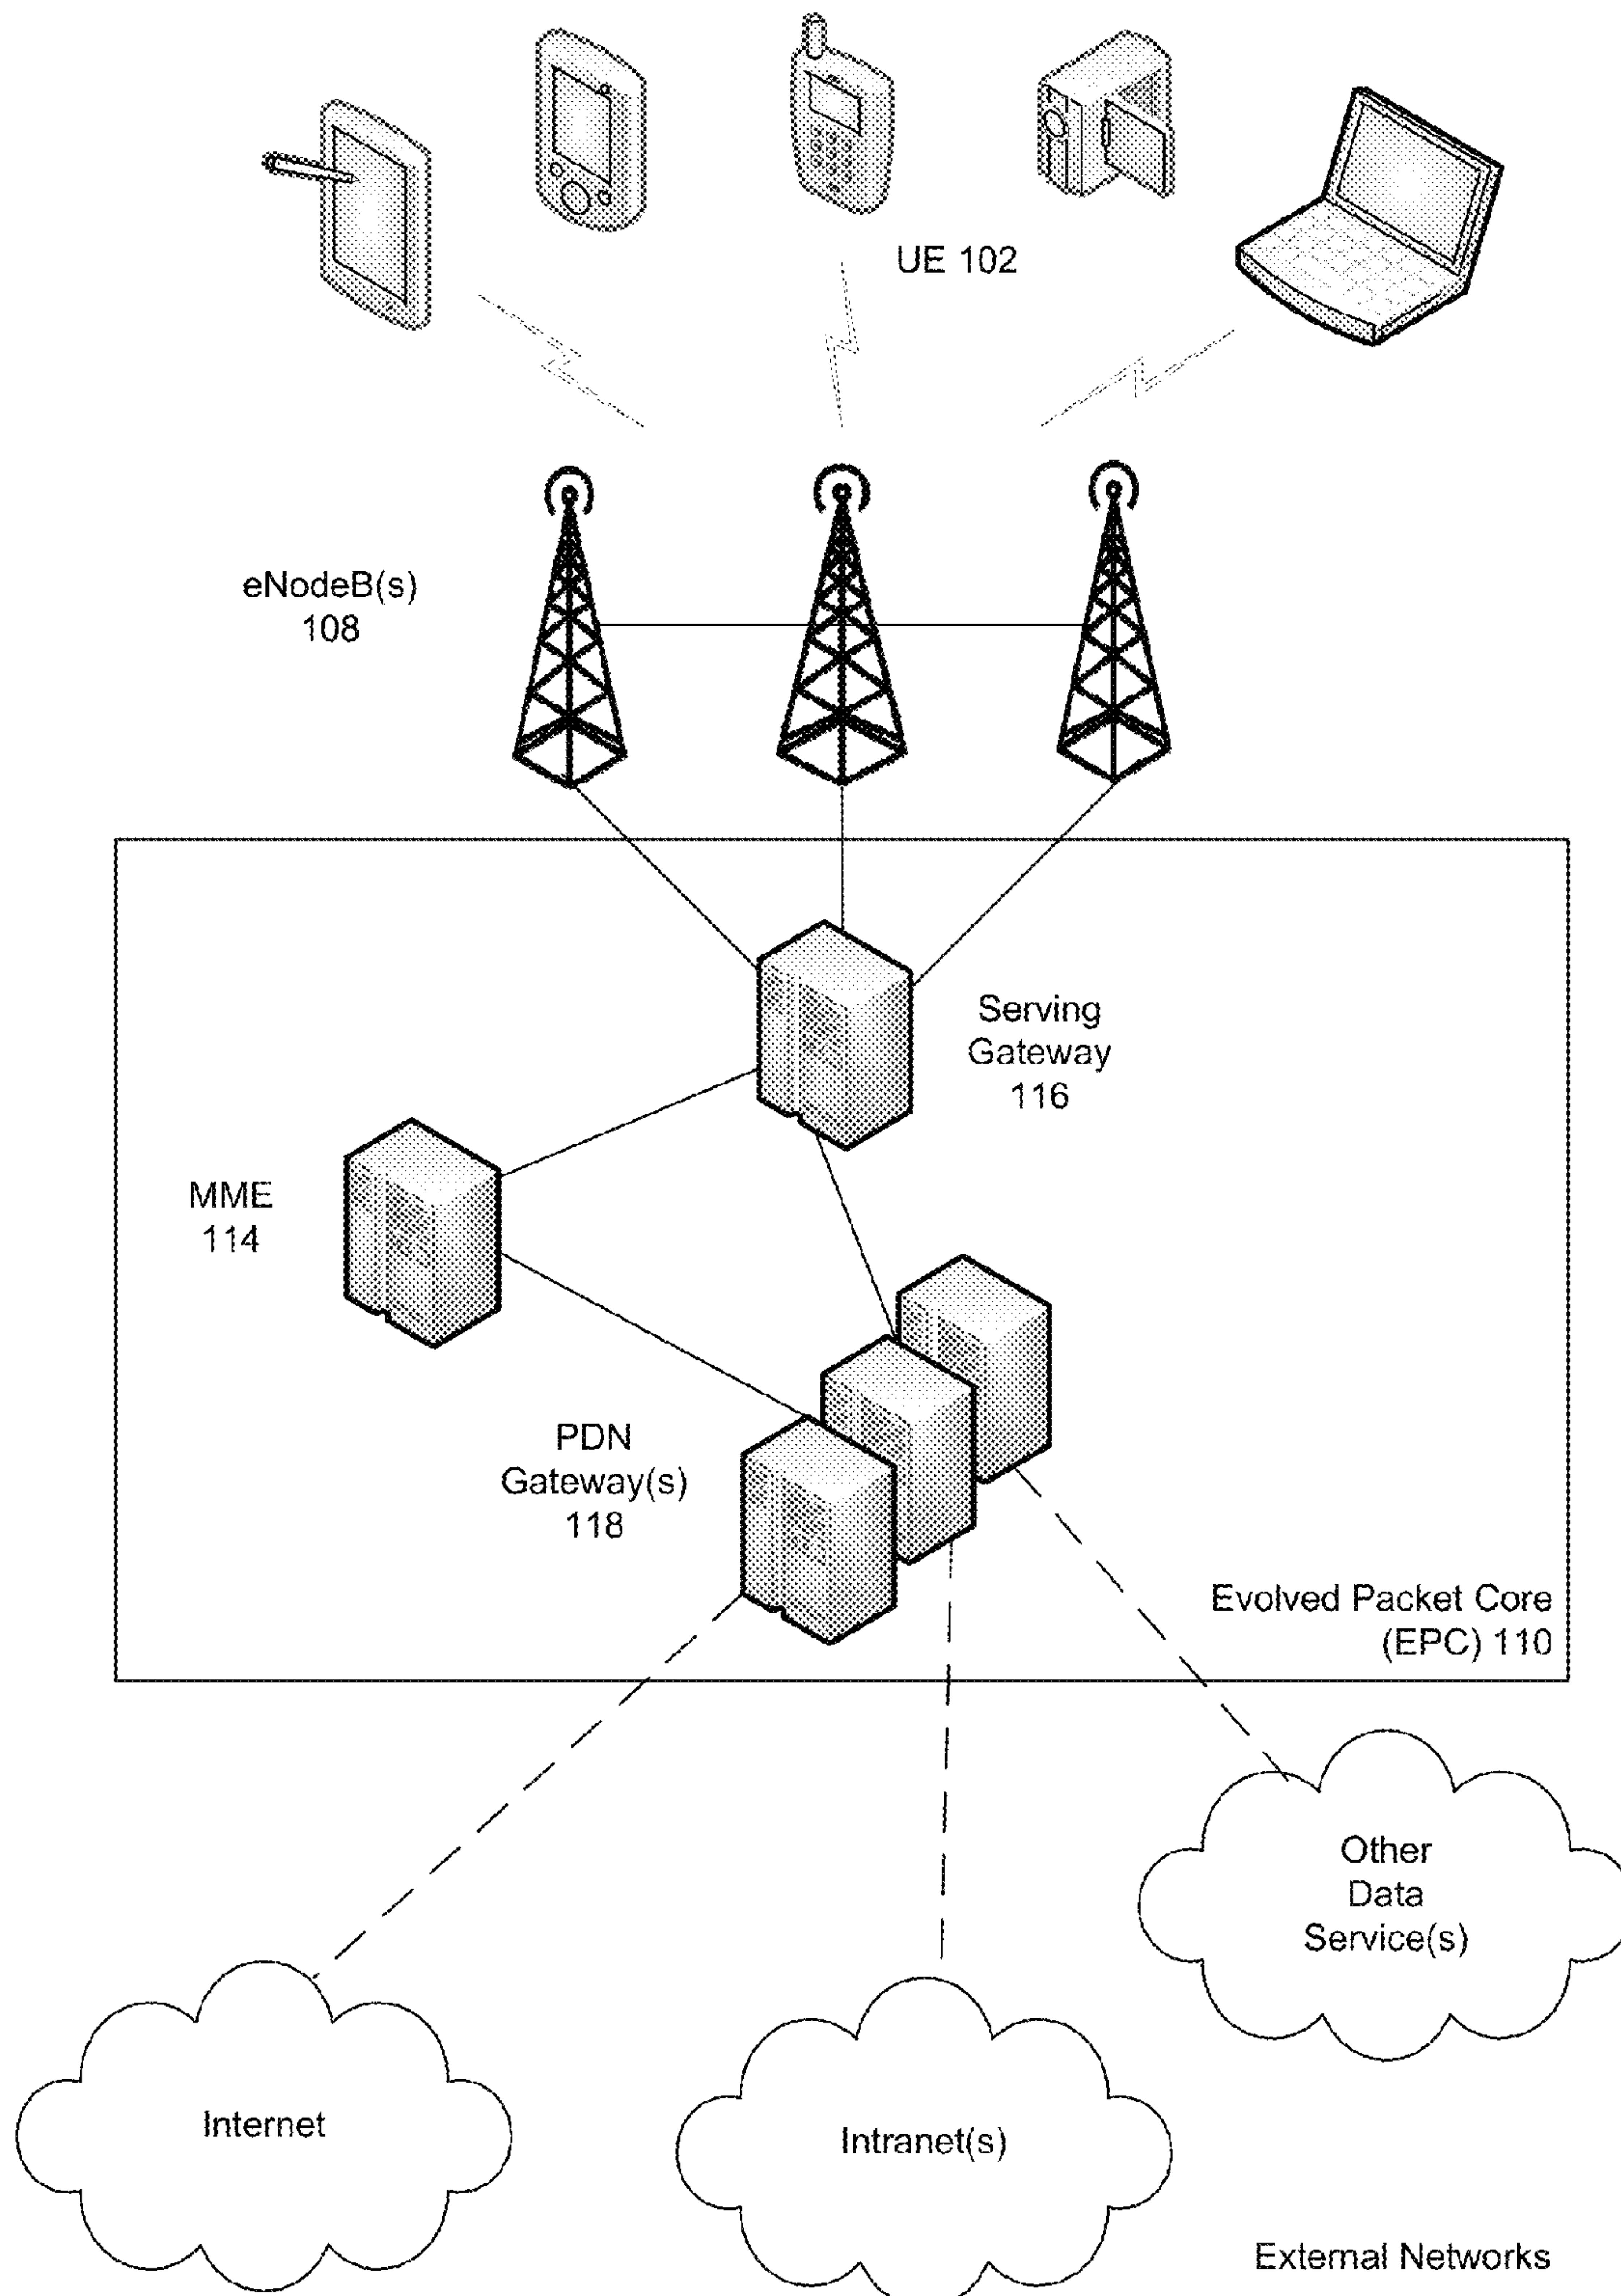 UE 102
eNodeB(s)
108
Serving
Gateway
116
MME
114
PDN
Gateway(s)
118
Evolved Packet Core
(EPC) 110
Other
Data
Service(s)
Internet
Intranet(s)
External Networks